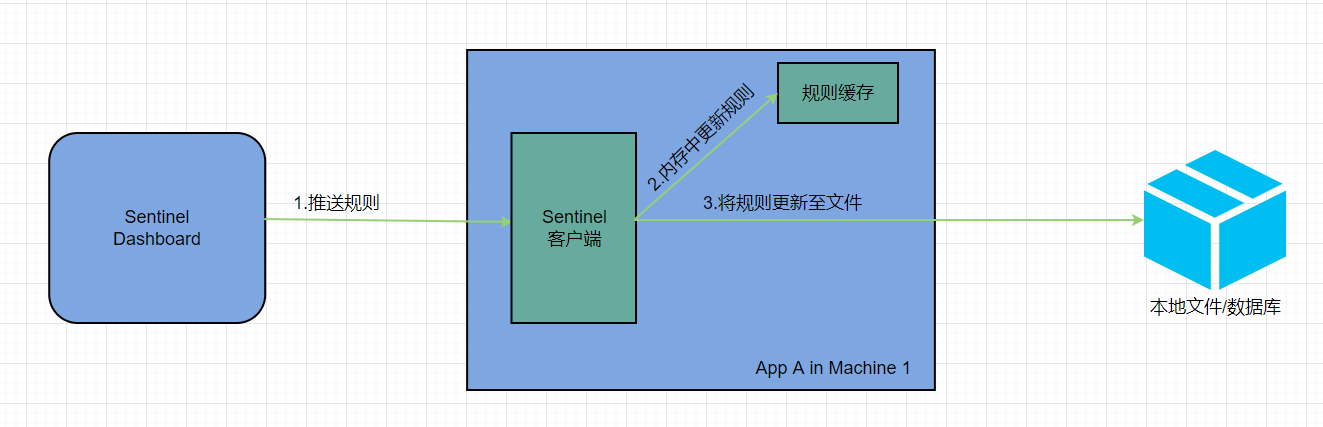 Sentinel
Dashboard
1.推送规则
Sentinel
客户端
2.内存中更新规则
规则缓存
3.将规则更新至文件
本地文件/数据库
App A in Machine 1